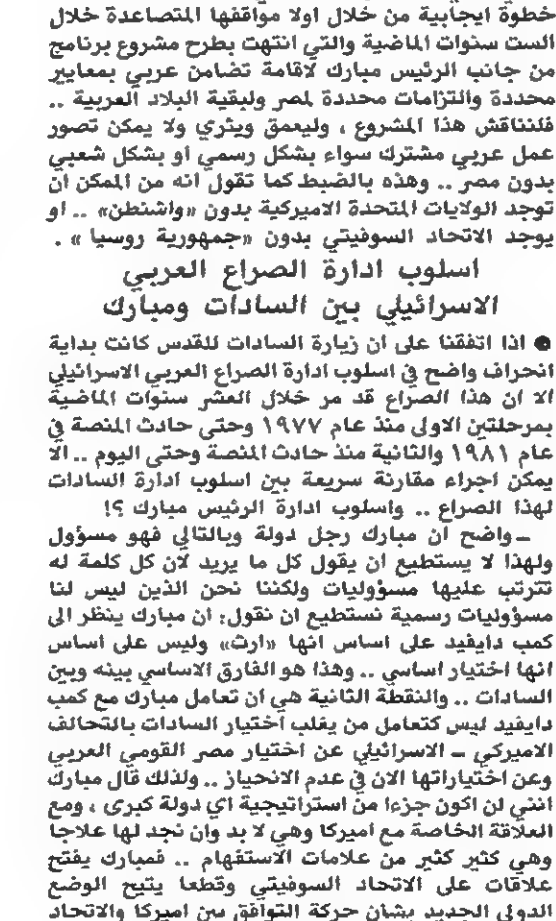 خطوة ايجابية من خلال اولا مواقفها المتصاعدة خلال
الست سنوات الماضية والتي انتهت بطرح مشروع برنامج
من جانب الرئيس مبارك لاقامة تضامن عربي بمعايير
محددة والتزامات محددة لمصر ولبقية البلاد العربية ..
فلنناقش هذا المشروع ، وليعمق ويثري ولا يمكن تصور
عمل عربي مشترك سواء بشكل رسمي او بشكل شعبي
بدون مصر .. وهذه بالضبط كما تقول انه من الممكن ان
توجد الولايات المتحدة الاميركية بدون «واشنطن» .. او
يوجد الاتحاد السوفيتي بدون «جمهورية روسيا » .
اسلوب ادارة الصراع العربي
الاسرائيلي بين السادات ومبارك
● اذا اتفقنا على ان زيارة السادات للقدس كانت بداية
انحراف واضح في اسلوب ادارة الصراع العربي الاسرائيلي
الا ان هذا الصراع قد مر خلال العشر سنوات الماضية
بمرحلتين الاولى منذ عام ١٩٧٧ وحتى حادث المنصة في
عام ١٩٨١ والثانية منذ حادث المنصة وحتى اليوم .. الا
يمكن اجراء مقارنة سريعة بين اسلوب ادارة السادات
لهذا الصراع .. واسلوب ادارة الرئيس مبارك ؟!
ـ واضح ان مبارك رجل دولة وبالتالي فهو مسؤول
ولهذا لا يستطيع ان يقول كل ما يريد لان كل كلمة له
تترتب عليها مسؤوليات ولكننا نحن الذين ليس لنا
مسؤوليات رسمية نستطيع ان نقول: ان مبارك ينظر الى
كمب دايفيد على اساس انها «ارث» وليس على اساس
انها اختيار اساسي .. وهذا هو الفارق الاساسي بينه وبين
السادات .. والنقطة الثانية هي ان تعامل مبارك مع كمب
دايفيد ليس كتعامل من يغلب اختيار السادات بالتحالف
الاميركي ـ الاسرائيلي عن اختيار مصر القومي العربي
وعن اختياراتها الان في عدم الانحياز .. ولذلك قال مبارك
انني لن اكون جزءا من استراتيجية اي دولة كبرى ، ومع
العلاقة الخاصة مع اميركا وهي لا بد وان نجد لها علاجا
وهي كثير كثير من علامات الاستفهام .. فمبارك يفتح
علاقات على الاتحاد السوفيتي وقطعا يتيح الوضع
الدولي الجديد بشأن حركة التوافق بين اميركا والاتحاد